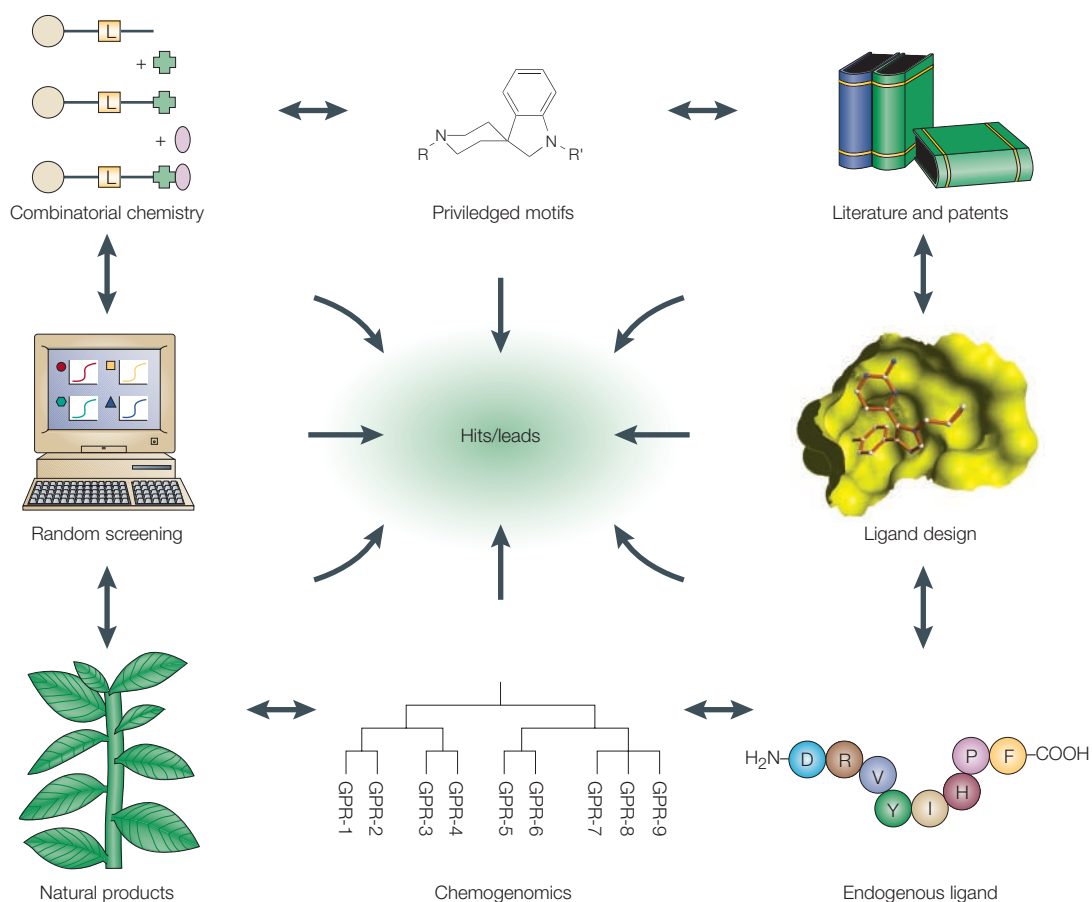 L
+
L
+
L
Combinatorial chemistry
N
R
N
R'
Priviledged motifs
Literature and patents
Random screening
Hits/leads
Ligand design
Natural products
GPR-1
GPR-2
GPR-3
GPR-4
GPR-5
GPR-6
GPR-7
GPR-8
GPR-9
Chemogenomics
H₂N–D R V Y I H P F–COOH
Endogenous ligand